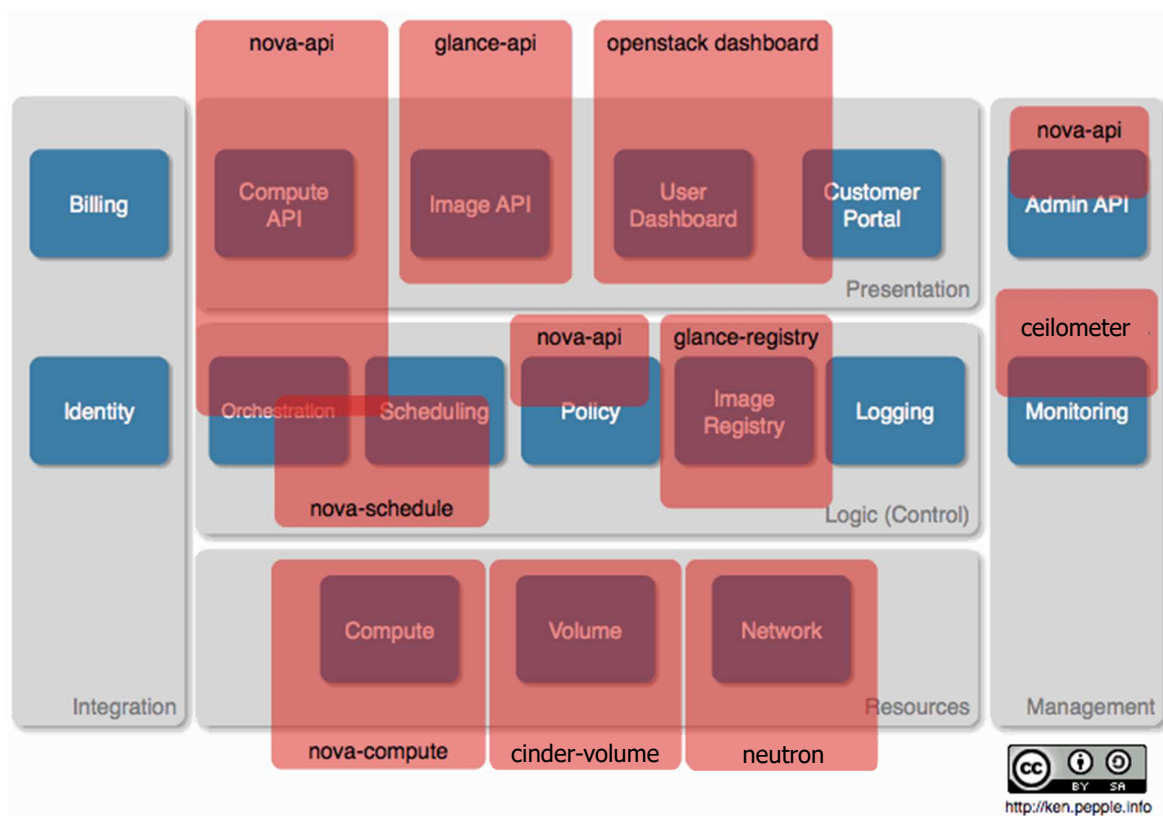 nova-api
glance-api
openstack dashboard
nova-api
Billing
Compute
API
Image API
User
Dashboard
Customer
Portal
Admin API
Presentation
ceilometer
nova-api
glance-registry
Identity
Orchestration
Scheduling
Policy
Image
Registry
Logging
Monitoring
nova-schedule
Logic (Control)
Compute
Volume
Network
Integration
Resources
Management
nova-compute
cinder-volume
neutron
cc
BY SA
http://ken.pepple.info